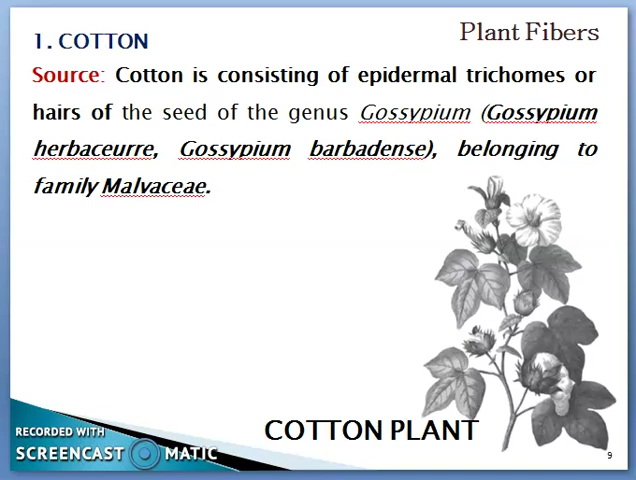 Plant Fibers
1. COTTON
Source: Cotton is consisting of epidermal trichomes or
hairs of the seed of the genus Gossypium (Gossypium
herbaceurre, Gossypium barbadense), belonging to
family Malvaceae.
COTTON PLANT
RECORDED WITH
SCREENCAST MATIC
9